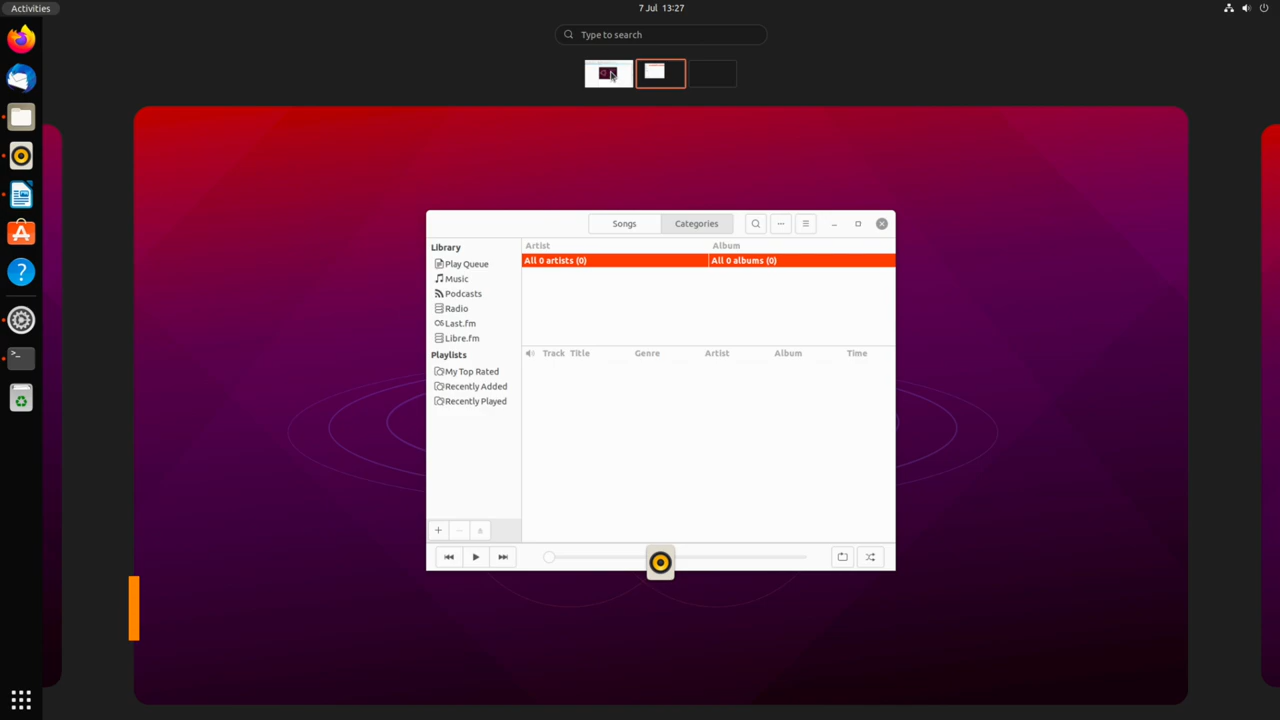 Activities
7 Jul 13:27
Type to search
Songs
Categories
Library
Play Queue
Music
Podcasts
Radio
Last.fm
Libre.fm
Playlists
My Top Rated
Recently Added
Recently Played
Artist Album
All 0 artists (0) All 0 albums (0)
Track Title Genre Artist Album Time